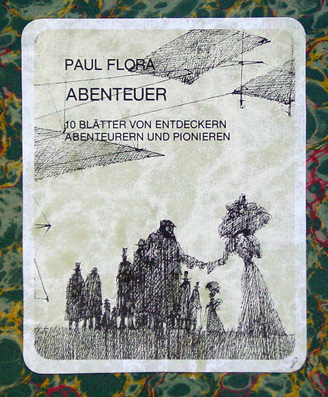 PAUL FLORA
ABENTEUER
10 BLÄTTER VON ENTDECKERN
ABENTEURERN UND PIONIEREN